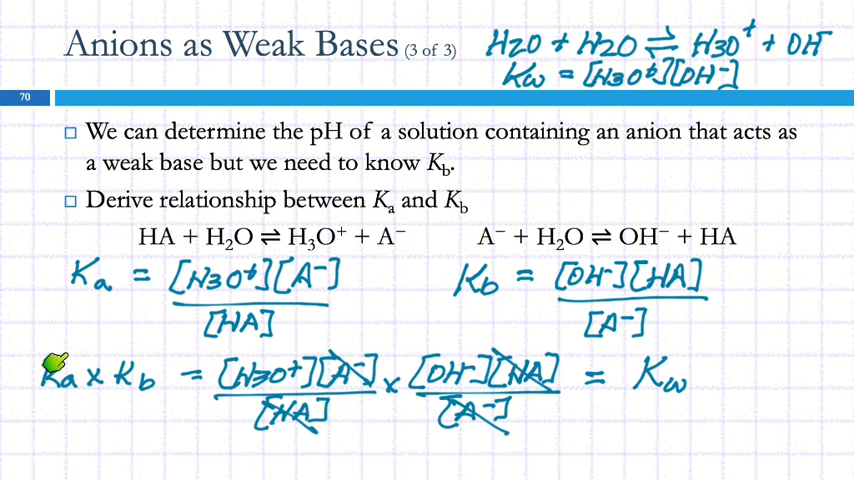 Anions as Weak Bases (3 of 3)
H2O + H2O ⇌ H3O⁺ + OH⁻
Kw = [H3O⁺][OH⁻]
70
□ We can determine the pH of a solution containing an anion that acts as
a weak base but we need to know K_b.
□ Derive relationship between K_a and K_b
HA + H₂O ⇌ H₃O⁺ + A⁻
A⁻ + H₂O ⇌ OH⁻ + HA
Ka = [H3O⁺][A⁻] / [HA]
Kb = [OH⁻][HA] / [A⁻]
Ka × Kb = [H3O⁺][A⁻] / [HA] × [OH⁻][HA] / [A⁻] = Kw